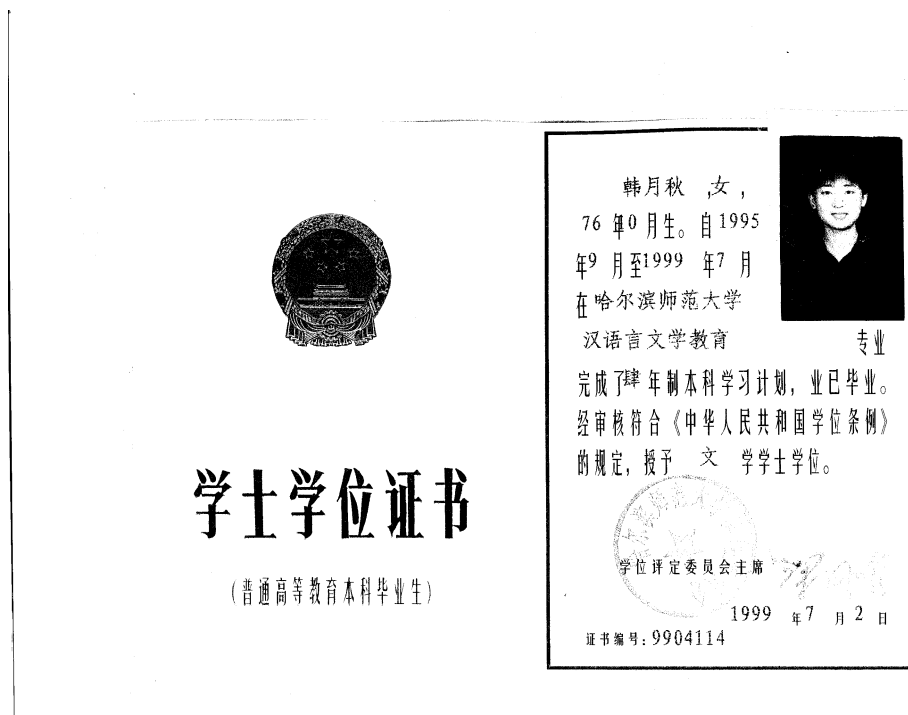 学士学位证书
(普通高等教育本科毕业生)
韩月秋 ,女,
76 年0 月生。自1995
年9 月至1999 年7 月
在哈尔滨师范大学
汉语言文学教育 专业
完成了肆年制本科学习计划，业已毕业。
经审核符合《中华人民共和国学位条例》
的规定，授予 文 学学士学位。
学位评定委员会主席
1999 年7 月2 日
证书编号:9904114